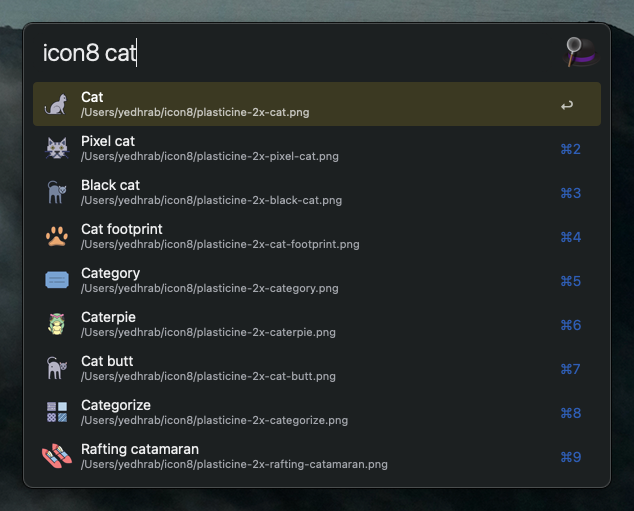 icon8 cat
Cat
/Users/yedhrab/icon8/plasticine-2x-cat.png
↩
Pixel cat
/Users/yedhrab/icon8/plasticine-2x-pixel-cat.png
⌘2
Black cat
/Users/yedhrab/icon8/plasticine-2x-black-cat.png
⌘3
Cat footprint
/Users/yedhrab/icon8/plasticine-2x-cat-footprint.png
⌘4
Category
/Users/yedhrab/icon8/plasticine-2x-category.png
⌘5
Caterpie
/Users/yedhrab/icon8/plasticine-2x-caterpie.png
⌘6
Cat butt
/Users/yedhrab/icon8/plasticine-2x-cat-butt.png
⌘7
Categorize
/Users/yedhrab/icon8/plasticine-2x-categorize.png
⌘8
Rafting catamaran
/Users/yedhrab/icon8/plasticine-2x-rafting-catamaran.png
⌘9